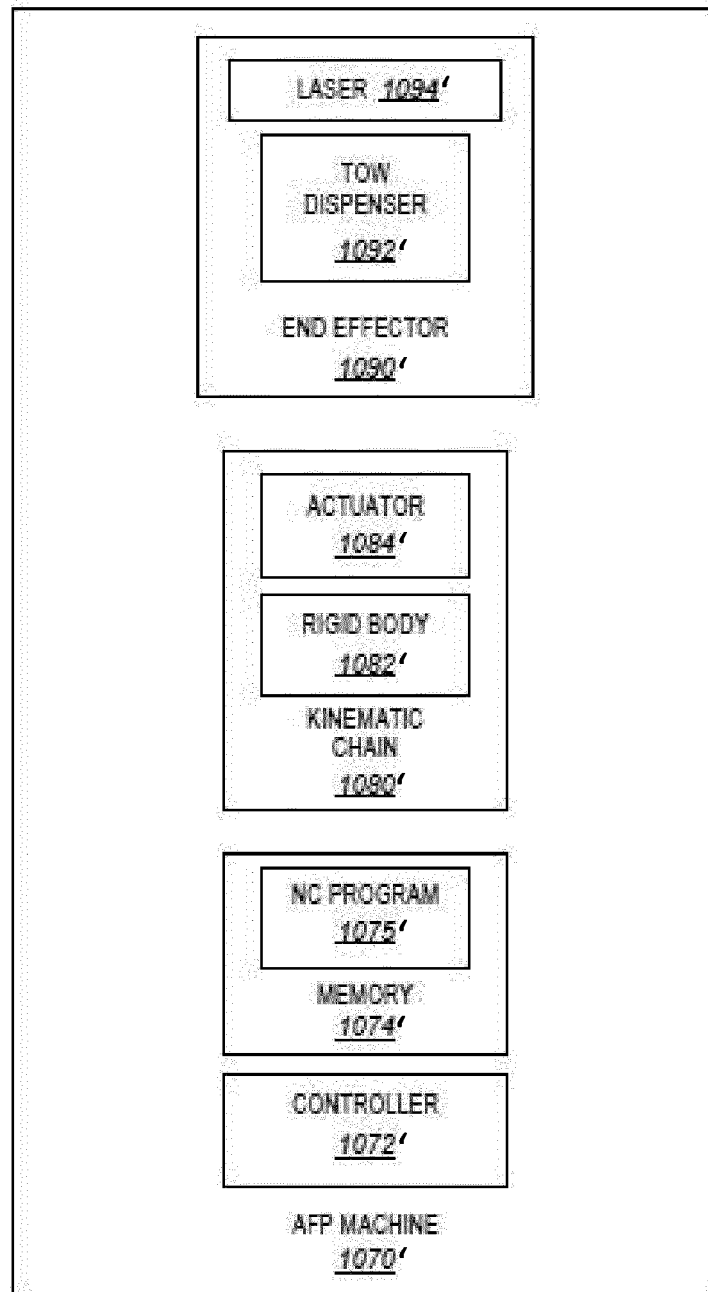 LASER 1094'
TOW
DISPENSER
1092'
END EFFECTOR
1090'
ACTUATOR
1084'
RIGID BODY
1082'
KINEMATIC
CHAIN
1080'
NC PROGRAM
1075'
MEMORY
1074'
CONTROLLER
1072'
AFP MACHINE
1070'